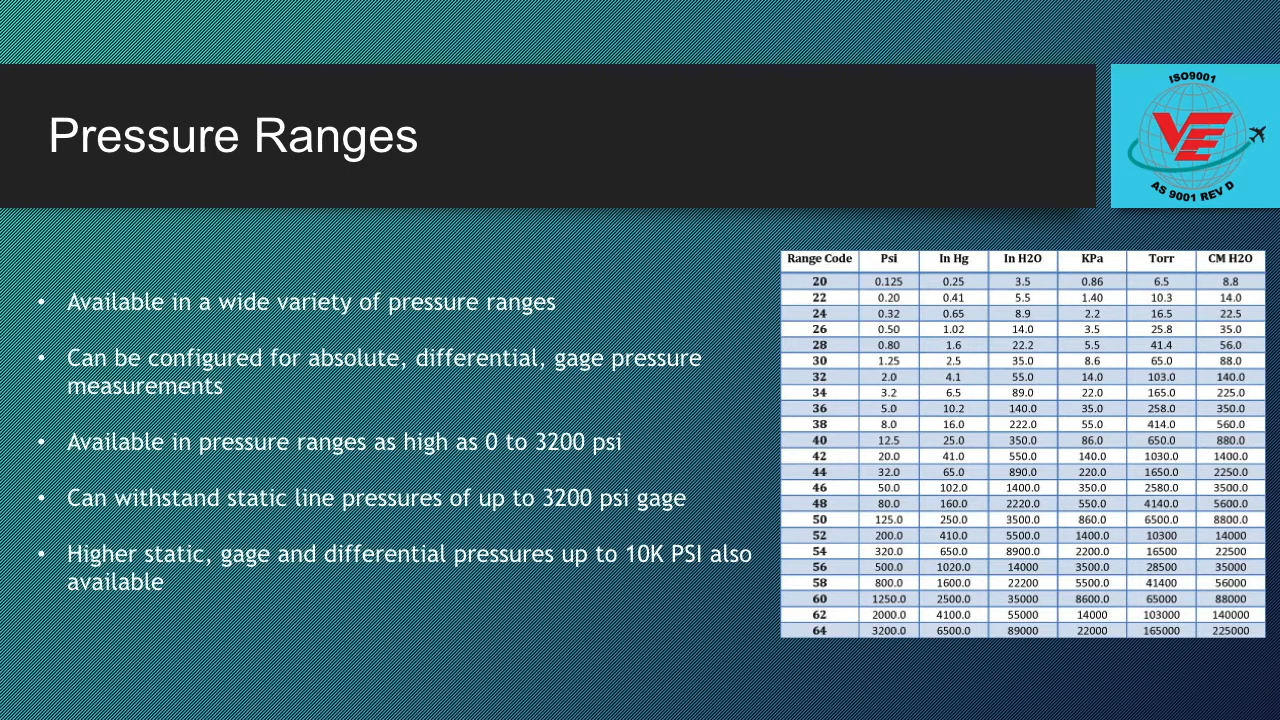 Pressure Ranges
ISO9001
VE
AS 9001 REV D
• Available in a wide variety of pressure ranges
• Can be configured for absolute, differential, gage pressure
measurements
• Available in pressure ranges as high as 0 to 3200 psi
• Can withstand static line pressures of up to 3200 psi gage
• Higher static, gage and differential pressures up to 10K PSI also
available
Range Code Psi In Hg In H2O KPa Torr CM H2O
20 0.125 0.25 3.5 0.86 6.5 8.8
22 0.20 0.41 5.5 1.40 10.3 14.0
24 0.32 0.65 8.9 2.2 16.5 22.5
26 0.50 1.02 14.0 3.5 25.8 35.0
28 0.80 1.6 22.2 5.5 41.4 56.0
30 1.25 2.5 35.0 8.6 65.0 88.0
32 2.0 4.1 55.0 14.0 103.0 140.0
34 3.2 6.5 89.0 22.0 165.0 225.0
36 5.0 10.2 140.0 35.0 258.0 350.0
38 8.0 16.0 222.0 55.0 414.0 560.0
40 12.5 25.0 350.0 86.0 650.0 880.0
42 20.0 41.0 550.0 140.0 1030.0 1400.0
44 32.0 65.0 890.0 220.0 1650.0 2250.0
46 50.0 102.0 1400.0 350.0 2580.0 3500.0
48 80.0 160.0 2220.0 550.0 4140.0 5600.0
50 125.0 250.0 3500.0 860.0 6500.0 8800.0
52 200.0 410.0 5500.0 1400.0 10300 14000
54 320.0 650.0 8900.0 2200.0 16500 22500
56 500.0 1020.0 14000 3500.0 28500 35000
58 800.0 1600.0 22200 5500.0 41400 56000
60 1250.0 2500.0 35000 8600.0 65000 88000
62 2000.0 4100.0 55000 14000 103000 140000
64 3200.0 6500.0 89000 22000 165000 225000